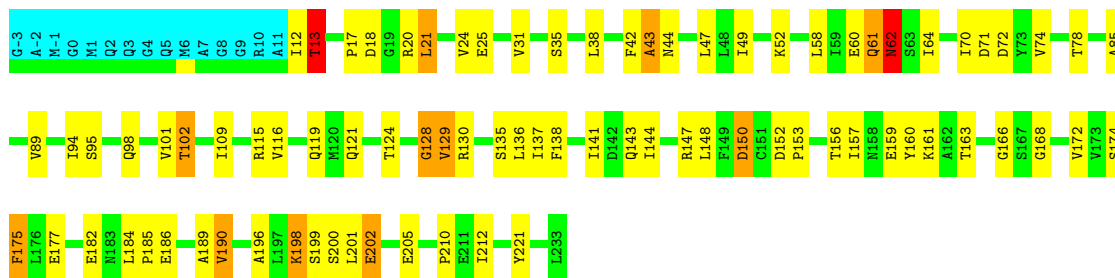 G-3 A-2 M-1 G0 M1 Q2 Q3 G4 Q5 M6 A7 G8 G9 R10 A11 I12 T13 P17 D18 G19 R20 L21 V24 E25 V31 S35 L38 F42 A43 N44 L47 L48 I49 K52 L58 I59 E60 Q61 N62 S63 I64 I70 D71 D72 Y73 V74 T78 A85
V89 I94 S95 Q98 V101 T102 I109 R115 V116 Q119 M120 Q121 T124 G128 V129 R130 S135 L136 I137 F138 I141 D142 Q143 I144 R147 L148 F149 D150 C151 D152 P153 T156 I157 N158 E159 Y160 K161 A162 T163 G166 S167 G168 V172 V173 S174
F175 L176 E177 E182 N183 L184 P185 E186 A189 V190 A196 L197 K198 S199 S200 L201 E202 E205 P210 E211 I212 Y221 L233